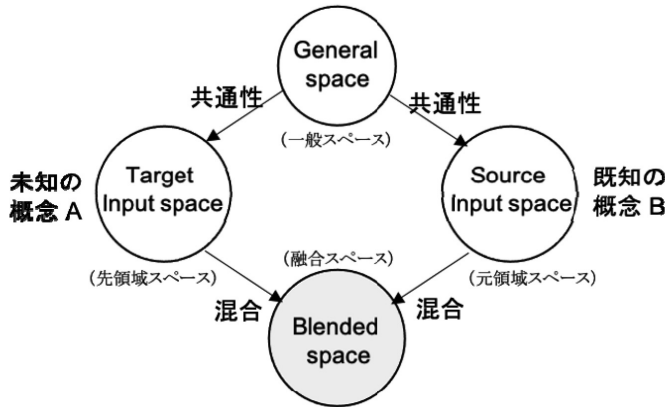 General
space
共通性
共通性
(一般スペース)
未知の
概念 A
Target
Input space
Source
Input space
既知の
概念 B
(先領域スペース)
(融合スペース)
(元領域スペース)
混合
混合
Blended
space